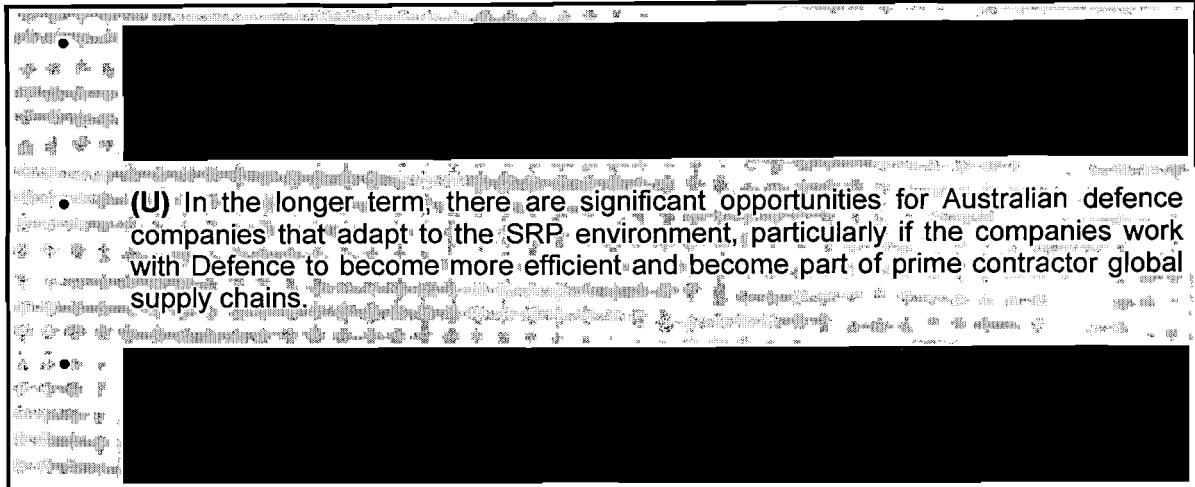 •
• (U) In the longer term, there are significant opportunities for Australian defence
companies that adapt to the SRP environment, particularly if the companies work
with Defence to become more efficient and become part of prime contractor global
supply chains.
•